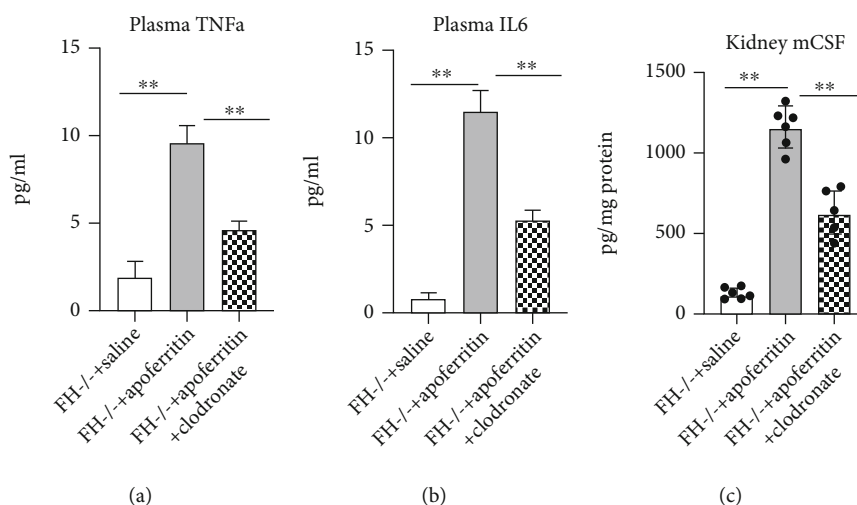 Plasma TNFa
15
10
5
0
pg/ml
**
**
FH-/-+saline
FH-/-+apoferritin
FH-/-+apoferritin
+clodronate
(a)
Plasma IL6
15
10
5
0
pg/ml
**
**
FH-/-+saline
FH-/-+apoferritin
FH-/-+apoferritin
+clodronate
(b)
Kidney mCSF
1500
1000
500
0
pg/mg protein
**
**
FH-/-+saline
FH-/-+apoferritin
FH-/-+apoferritin
+clodronate
(c)